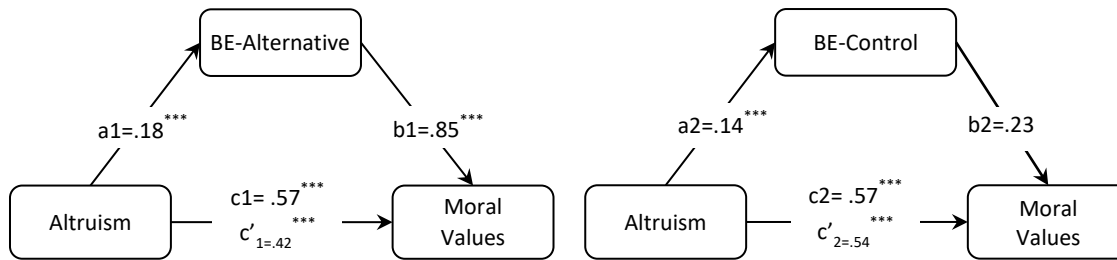 BE-Alternative
a1=.18***
b1=.85***
Altruism
c1= .57***
c’1=.42***
Moral
Values
BE-Control
a2=.14***
b2=.23
Altruism
c2= .57***
c’2=.54***
Moral
Values